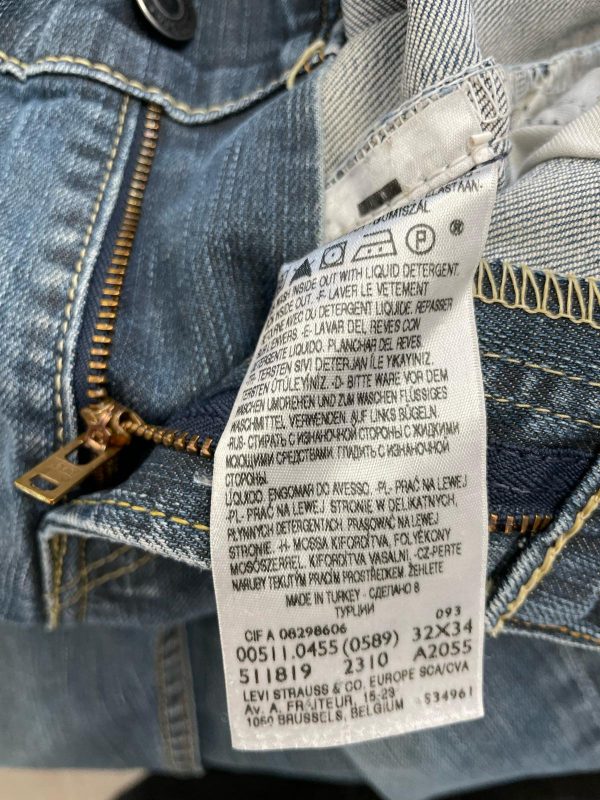 ELASTAAN-
®
INSIDE OUT WITH LIQUID DETERGENT.
INSIDE OUT. -F- LAVER LE VETEMENT
AVEC DU DETERGENT LIQUIDE. REPASSER
-E- LAVAR DEL REVES CON
LIQUIDO. PLANCHAR DEL REVES.
TERSTEN SIVI DETERJAN İLE YIKAYINIZ.
TERSTEN ÜTÜLEYİNİZ. -D- BITTE WARE VOR DEM
WASCHEN UMDREHEN UND ZUM WASCHEN FLÜSSIGES
WASCHMITTEL VERWENDEN. AUF LINKS BÜGELN.
-RUS- СТИРАТЬ С ИЗНАНОЧНОЙ СТОРОНЫ С ЖИДКИМИ
МОЮЩИМИ СРЕДСТВАМИ. ГЛАДИТЬ С ИЗНАНОЧНОЙ
СТОРОНЫ.
LÍQUIDO. ENGOMAR DO AVESSO. -PL- PRAĆ NA LEWEJ
-PL- PRAĆ NA LEWEJ STRONIE W DELIKATNYCH,
PŁYNNYCH DETERGENTACH. PRASOWAĆ NA LEWEJ
STRONIE. -H- MOSSA KIFORDÍTVA, FOLYÉKONY
MOSÓSZERREL. KIFORDÍTVA VASALNI. -CZ-PERTE
NARUBY TEKUTÝM PRACÍM PROSTŘEDKEM. ŽEHLETE
MADE IN TURKEY - СДЕЛАНО В
ТУРЦИИ
093
CIF A 08298606
00511.0455 (0589) 32X34
511819 2310 A2055
LEVI STRAUSS & CO. EUROPE SCA/CVA
Av. A. FRAITEUR, 15-23
1050 BRUSSELS, BELGIUM 534961